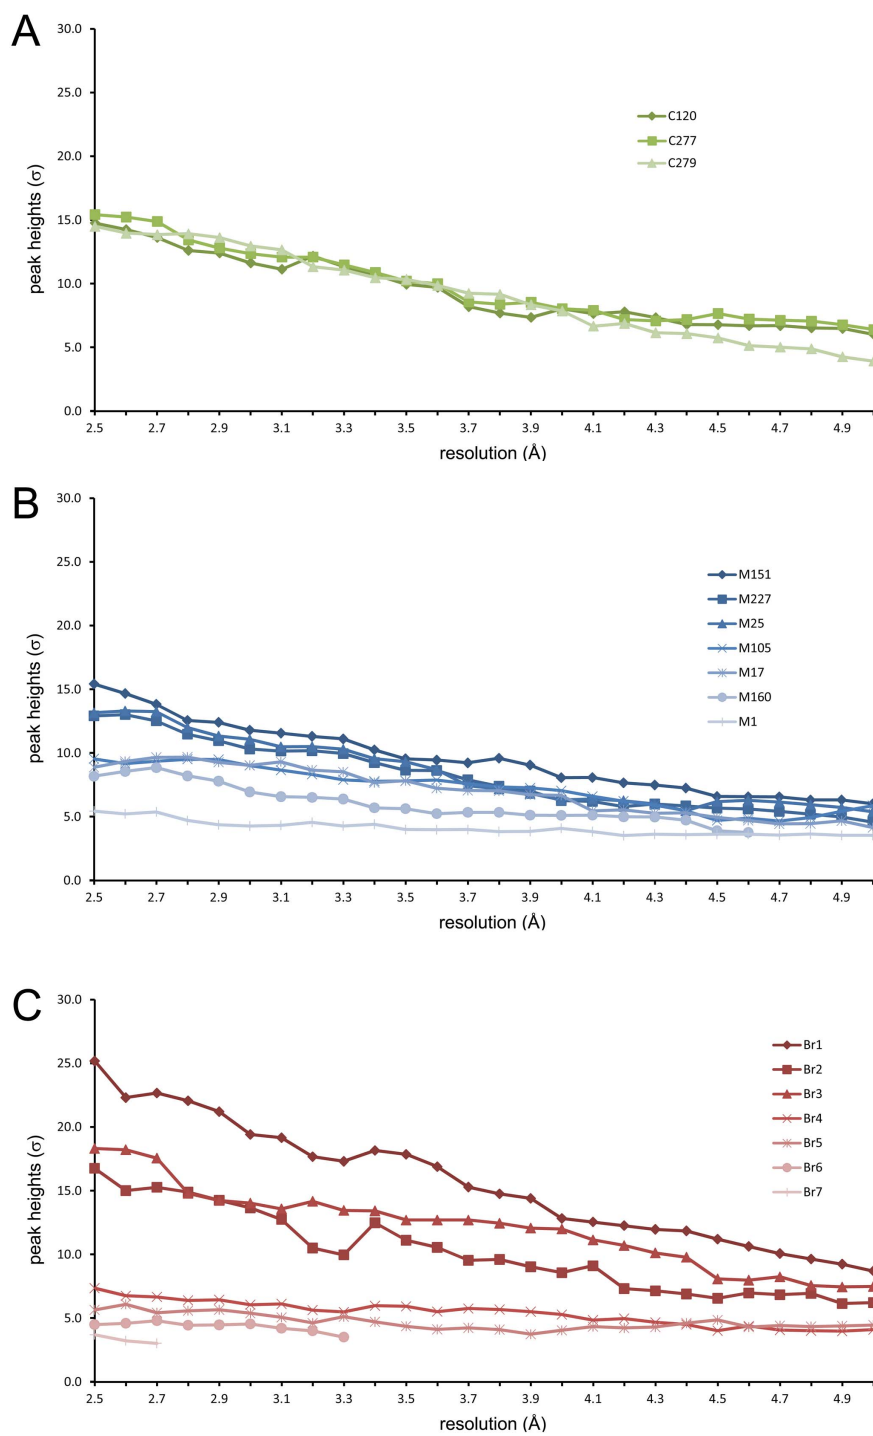 A
30.0
25.0
20.0
15.0
10.0
5.0
0.0
peak heights (σ)
C120
C277
C279
2.5 2.7 2.9 3.1 3.3 3.5 3.7 3.9 4.1 4.3 4.5 4.7 4.9
resolution (Å)
B
30.0
25.0
20.0
15.0
10.0
5.0
0.0
peak heights (σ)
M151
M227
M25
M105
M17
M160
M1
2.5 2.7 2.9 3.1 3.3 3.5 3.7 3.9 4.1 4.3 4.5 4.7 4.9
resolution (Å)
C
30.0
25.0
20.0
15.0
10.0
5.0
0.0
peak heights (σ)
Br1
Br2
Br3
Br4
Br5
Br6
Br7
2.5 2.7 2.9 3.1 3.3 3.5 3.7 3.9 4.1 4.3 4.5 4.7 4.9
resolution (Å)